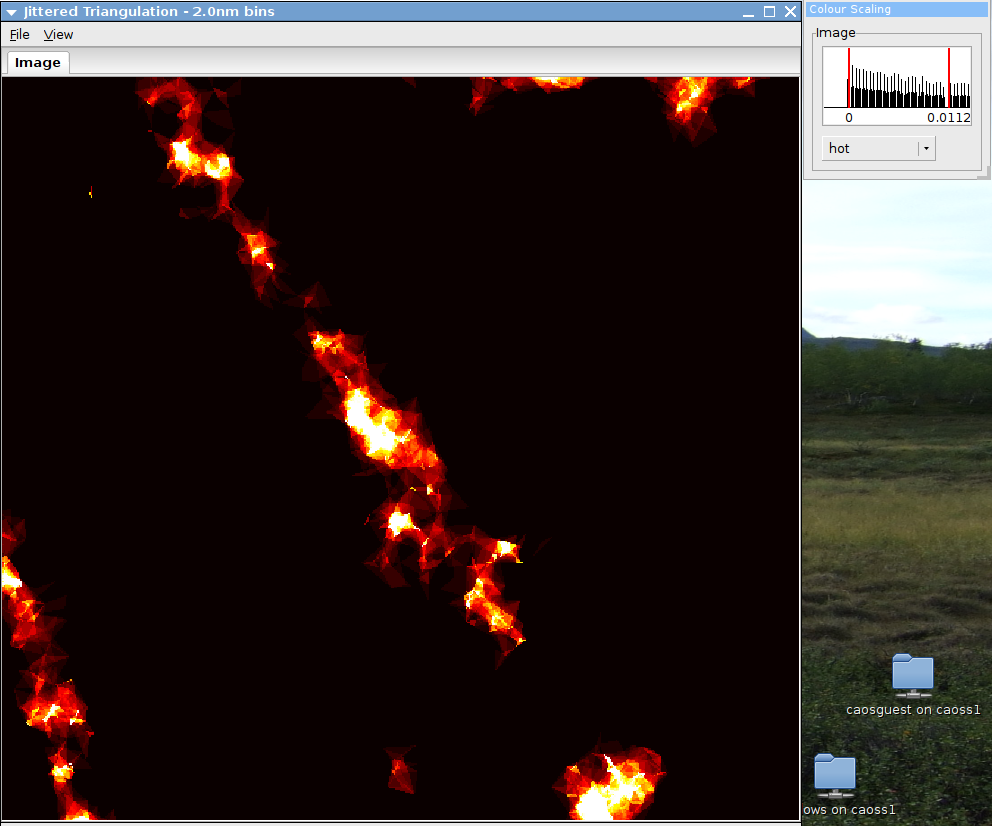 Jittered Triangulation - 2.0nm bins
File View
Image
Colour Scaling
Image
0 0.0112
hot
caosguest on caoss1
ows on caoss1